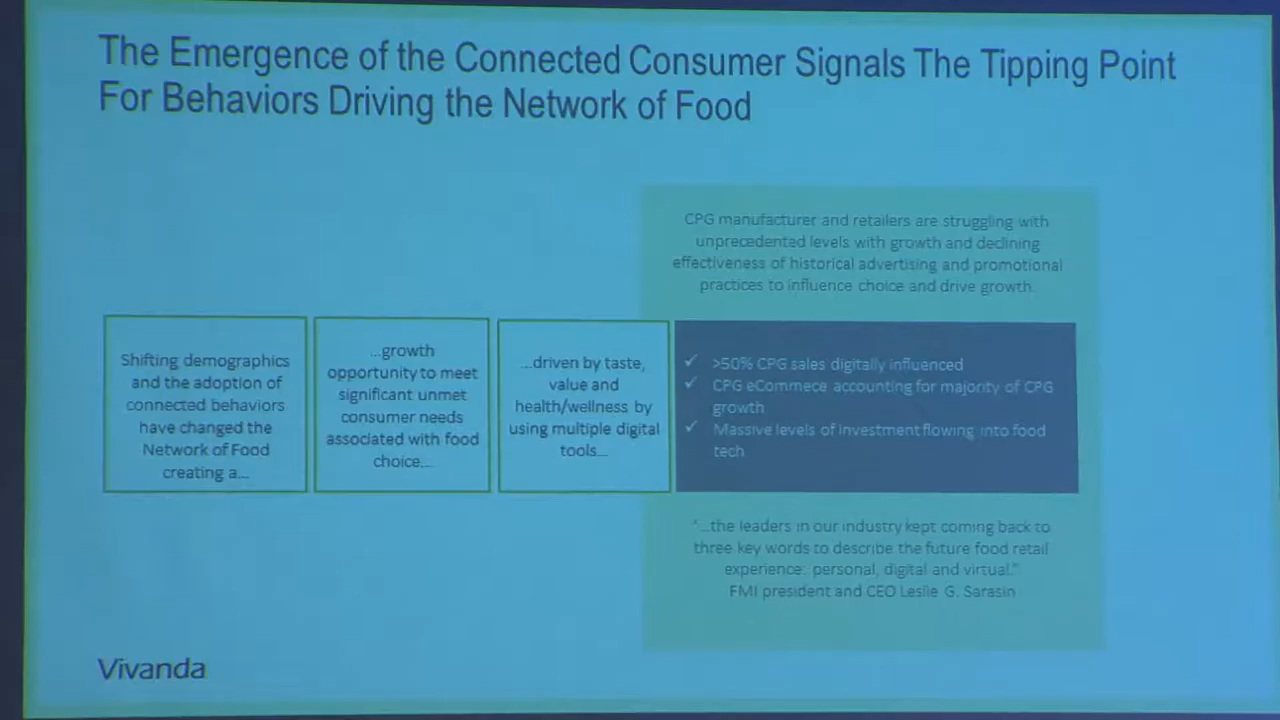 The Emergence of the Connected Consumer Signals The Tipping Point
For Behaviors Driving the Network of Food
CPG manufacturer and retailers are struggling with
unprecedented levels with growth and declining
effectiveness of historical advertising and promotional
practices to influence choice and drive growth.
Shifting demographics
and the adoption of
connected behaviors
have changed the
Network of Food
creating a...
...growth
opportunity to meet
significant unmet
consumer needs
associated with food
choice...
...driven by taste,
value and
health/wellness by
using multiple digital
tools...
✓ >50% CPG sales digitally influenced
✓ CPG eCommece accounting for majority of CPG
growth
✓ Massive levels of investment flowing into food
tech
"...the leaders in our industry kept coming back to
three key words to describe the future food retail
experience: personal, digital and virtual."
FMI president and CEO Leslie G. Sarasin
Vivanda